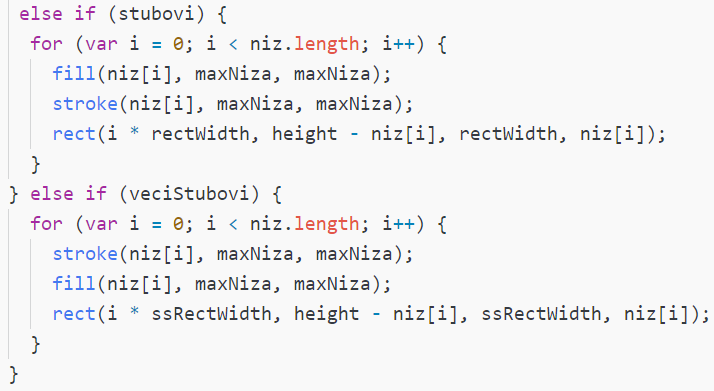 else if (stubovi) {
for (var i = 0; i < niz.length; i++) {
fill(niz[i], maxNiza, maxNiza);
stroke(niz[i], maxNiza, maxNiza);
rect(i * rectWidth, height - niz[i], rectWidth, niz[i]);
}
} else if (veciStubovi) {
for (var i = 0; i < niz.length; i++) {
stroke(niz[i], maxNiza, maxNiza);
fill(niz[i], maxNiza, maxNiza);
rect(i * ssRectWidth, height - niz[i], ssRectWidth, niz[i]);
}
}